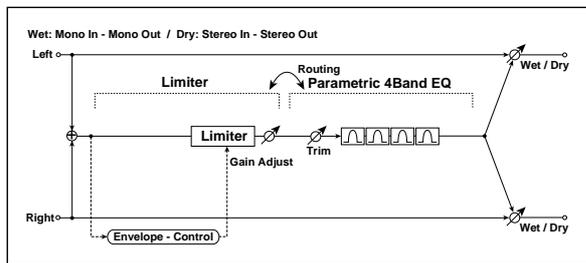 Wet: Mono In - Mono Out / Dry: Stereo In - Stereo Out
Left
Wet / Dry
Routing
Limiter
Parametric 4Band EQ
Limiter
Gain Adjust
Trim
Right
Wet / Dry
Envelope - Control